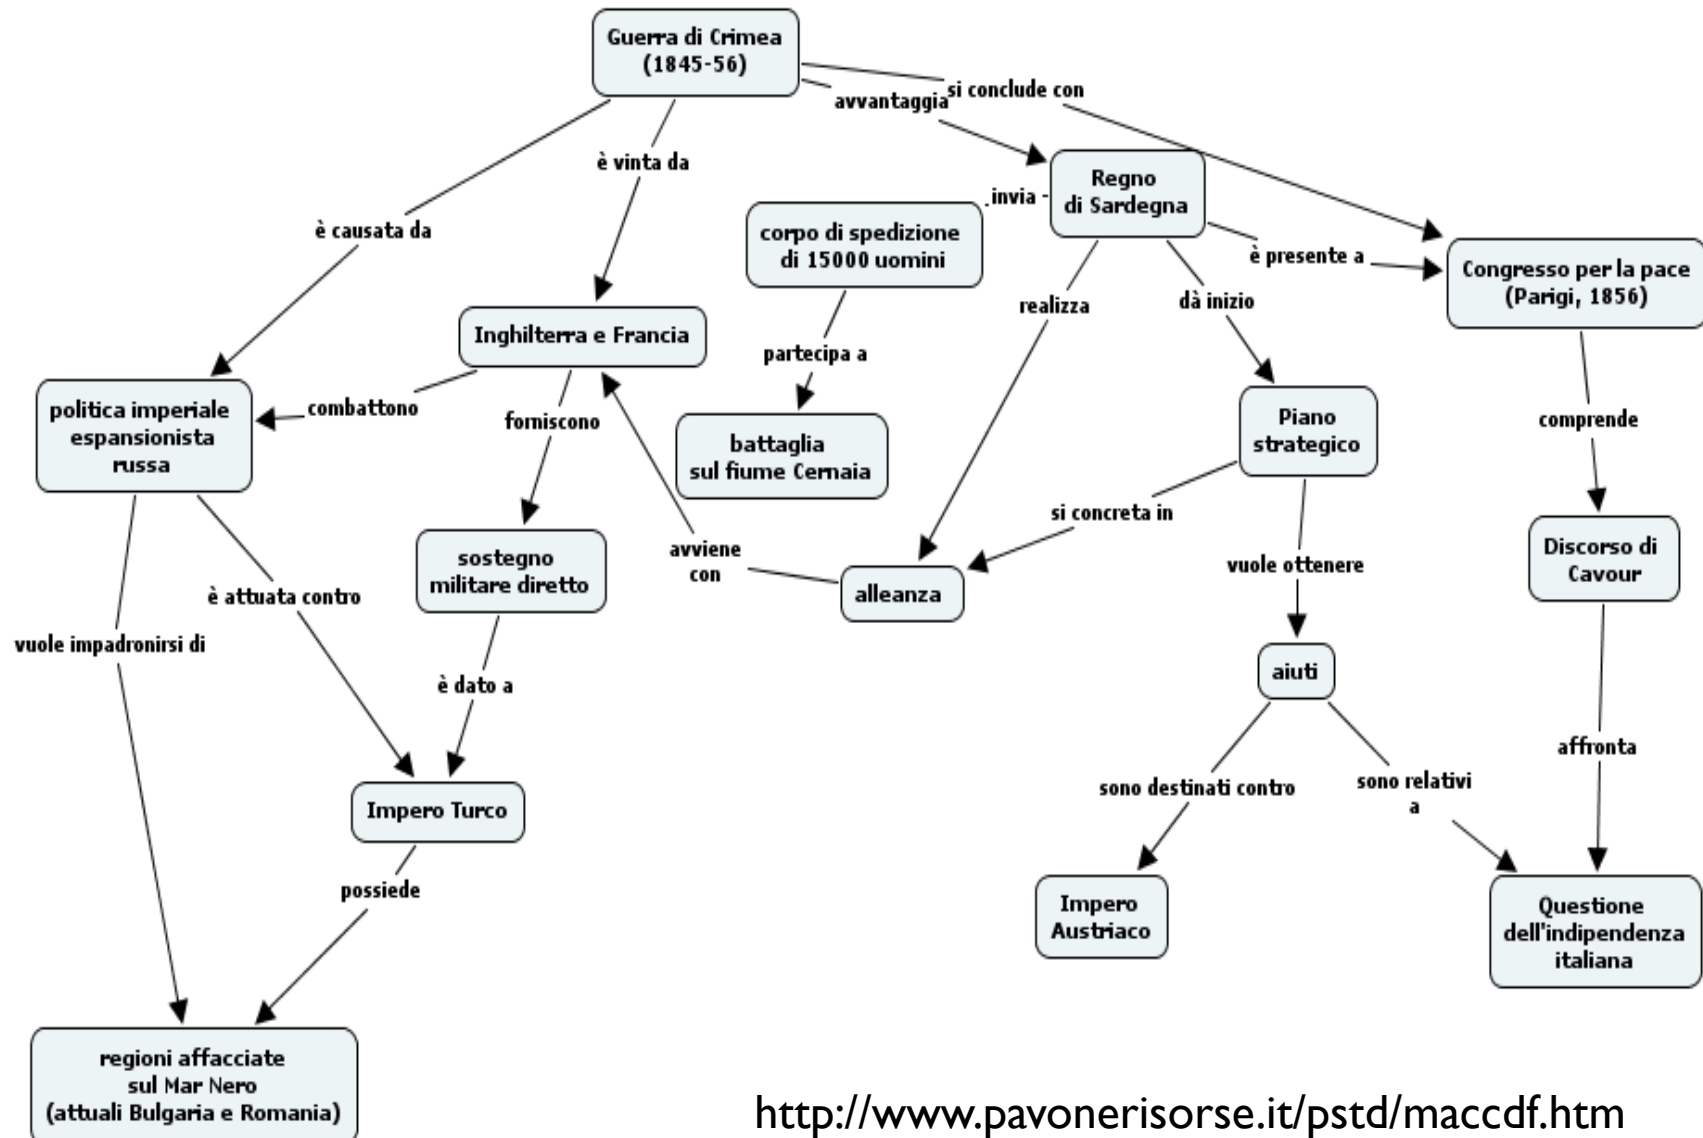 Guerra di Crimea
(1845-56)
si conclude con
avvantaggia
è vinta da
Regno
di Sardegna
invia
è causata da
corpo di spedizione
di 15000 uomini
è presente a
Congresso per la pace
(Parigi, 1856)
realizza
dà inizio
Inghilterra e Francia
partecipa a
politica imperiale
espansionista
russa
combattono
forniscono
battaglia
sul fiume Cernaia
Piano
strategico
comprende
si concreta in
avviene
con
sostegno
militare diretto
alleanza
vuole ottenere
Discorso di
Cavour
è attuata contro
vuole impadronirsi di
è dato a
aiuti
affronta
sono destinati contro
sono relativi
a
Impero Turco
possiede
Impero
Austriaco
Questione
dell'indipendenza
italiana
regioni affacciate
sul Mar Nero
(attuali Bulgaria e Romania)
http://www.pavonerisorse.it/pstd/maccdf.htm